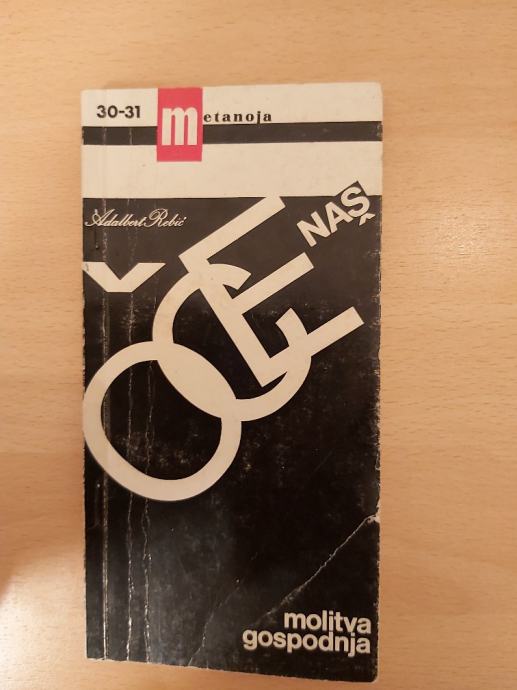 30-31 metanoja
Adalbert Rebić
OČE
NAŠ
molitva
gospodnja